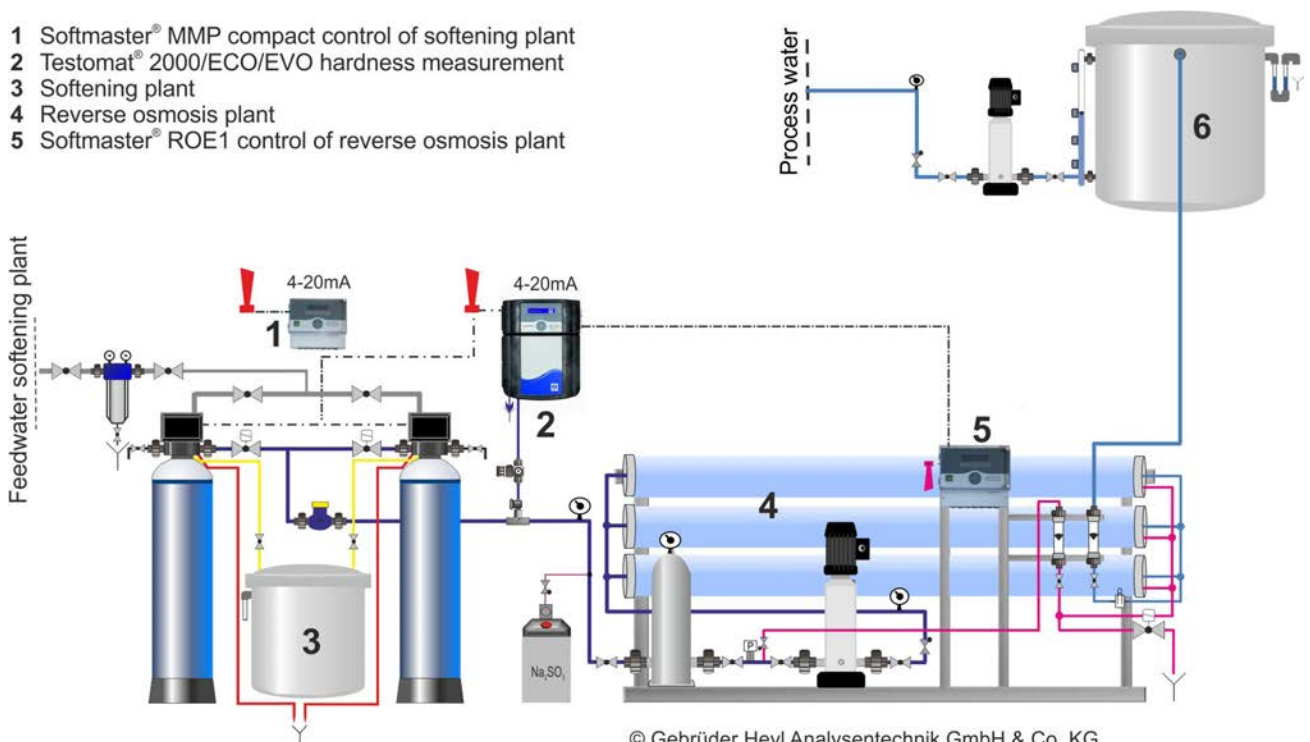 1 Softmaster® MMP compact control of softening plant
2 Testomat® 2000/ECO/EVO hardness measurement
3 Softening plant
4 Reverse osmosis plant
5 Softmaster® ROE1 control of reverse osmosis plant
Process water
6
Feedwater softening plant
4-20mA
4-20mA
1
2
5
4
3
P
© Gebrüder Heyl Analysentechnik GmbH & Co. KG